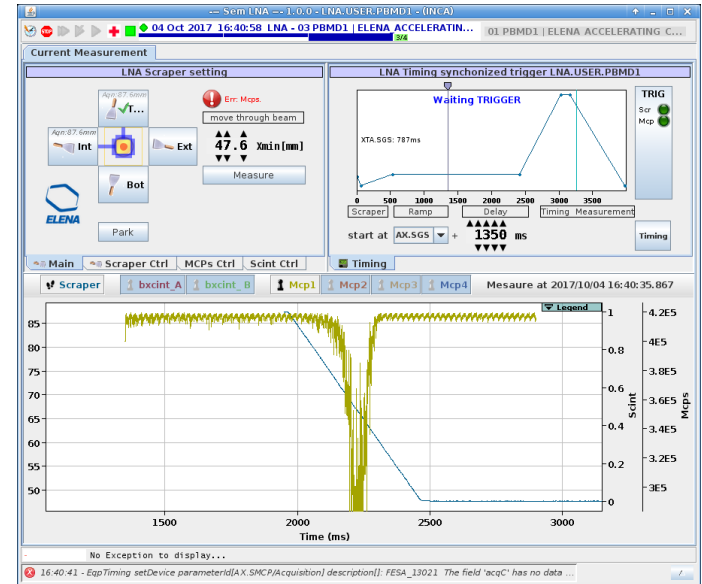 -- Sem LNA -- 1.0.0 - LNA.USER.PBMD1 - (INCA)
04 Oct 2017 16:40:58 LNA - 03 PBMD1 | ELENA_ACCELERATIN...
3/4
01 PBMD1 | ELENA ACCELERATING C...
Current Measurement
LNA Scraper setting
Aqn:87.6mm
T...
Aqn:87.6mm
Int
Ext
Bot
ELENA
Park
Err: Mcps.
move through beam
47.6 Xmin[mm]
Measure
LNA Timing synchonized trigger LNA.USER.PBMD1
Waiting TRIGGER
XTA.SGS: 787ms
0 500 1000 1500 2000 2500 3000 3500
Scraper Ramp Delay Timing Measurement
start at AX.SGS + 1350 ms
TRIG
Scr
Mcp
Timing
Main Scraper Ctrl MCPs Ctrl Scint Ctrl
Timing
Scraper bxcint_A bxcint_B Mcp1 Mcp2 Mcp3 Mcp4 Mesaure at 2017/10/04 16:40:35.867
Legend
85
80
75
70
65
60
55
50
1
0.8
0.6
0.4
0.2
0
Scint
4.2E5
4E5
3.8E5
3.6E5
3.4E5
3.2E5
3E5
Mcps
1500 2000 2500 3000
Time (ms)
No Exception to display...
16:40:41 - EqpTiming setDevice parameterId[AX.SMCP/Acquisition] description[]: FESA_13021 The field 'acqC' has no data ...